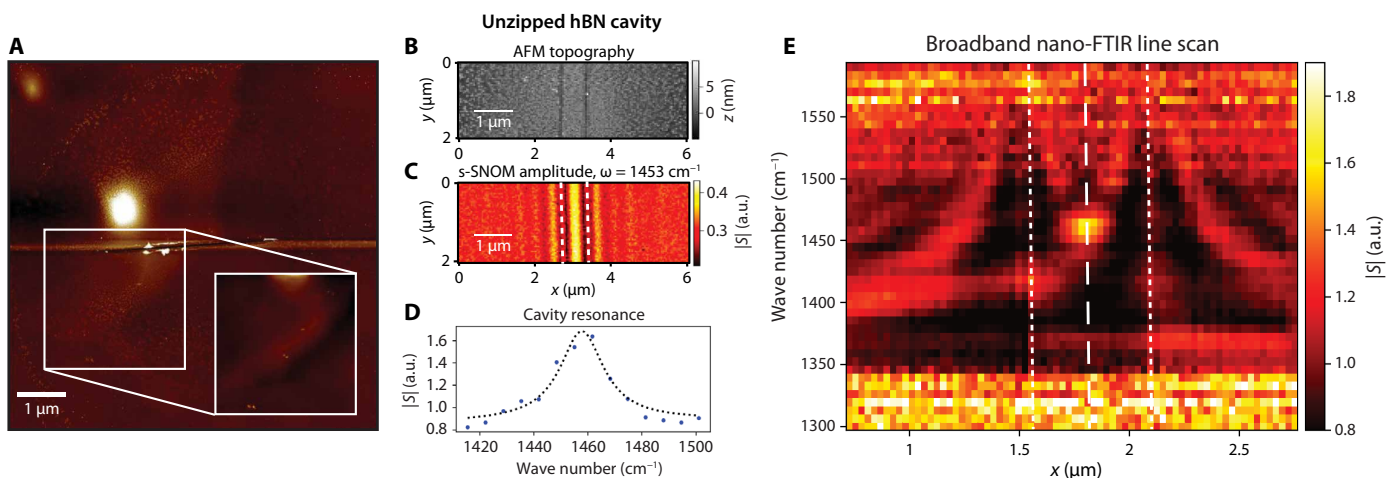 A
1 μm
Unzipped hBN cavity
B
AFM topography
y (μm)
0
2
1 μm
0 2 4 6
5
0
z (nm)
C
s-SNOM amplitude, ω = 1453 cm⁻¹
y (μm)
0
2
1 μm
0 2 4 6
x (μm)
0.4
0.3
|S| (a.u.)
D
Cavity resonance
|S| (a.u.)
1.6
1.4
1.2
1.0
0.8
1420 1440 1460 1480 1500
Wave number (cm⁻¹)
E
Broadband nano-FTIR line scan
Wave number (cm⁻¹)
1550
1500
1450
1400
1350
1300
1 1.5 2 2.5
x (μm)
1.8
1.6
1.4
1.2
1.0
0.8
|S| (a.u.)